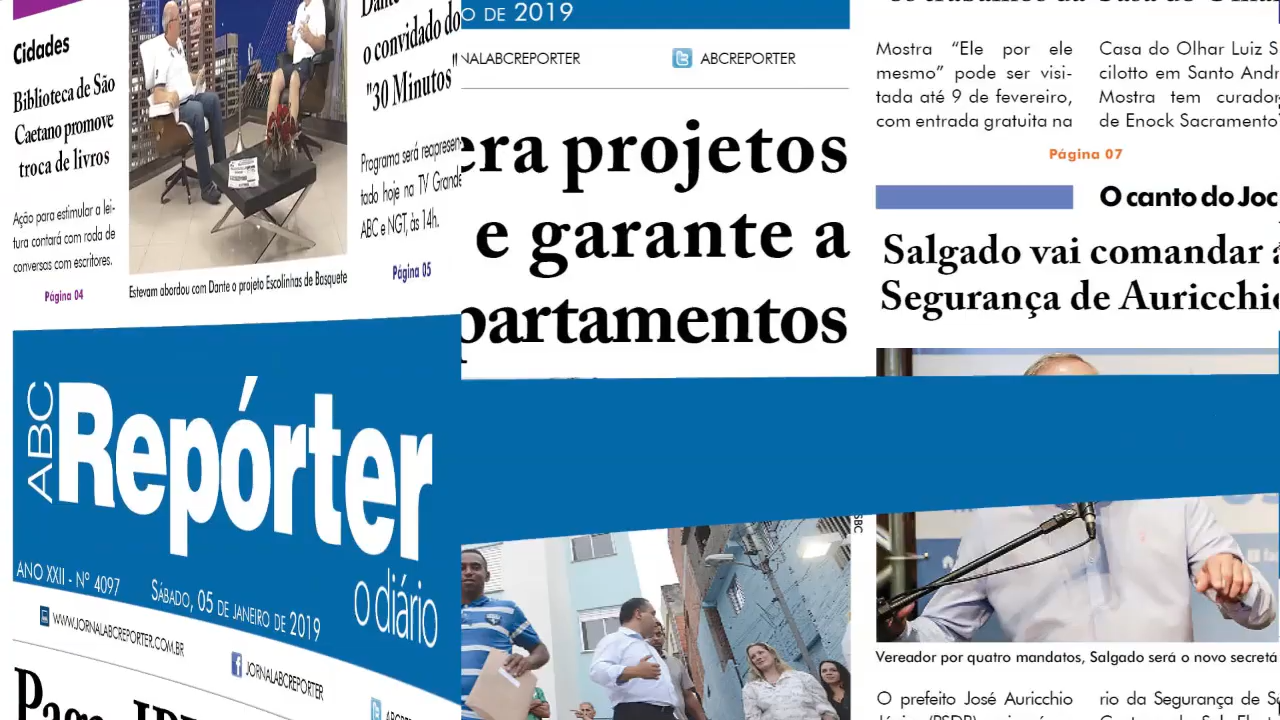 Cidades
Biblioteca de São
Caetano promove
troca de livros
Ação para estimular a lei-
tura contará com roda de
conversas com escritores.
Página 04
Estevam abordou com Dante o projeto Escolinhas de Basquete
o convidado do
"30 Minutos"
Programa será reapresen-
tado hoje na TV Grande
ABC e NGT, às 14h.
Página 05
ABC
Repórter
o diário
ANO XXII - Nº 4097
SÁBADO, 05 DE JANEIRO DE 2019
WWW.JORNALABCREPORTER.COM.BR
JORNALABCREPORTER
O DE 2019
NALABCREPORTER
ABCREPORTER
era projetos
e garante a
partamentos
Mostra “Ele por ele
mesmo” pode ser visi-
tada até 9 de fevereiro,
com entrada gratuita na
Casa do Olhar Luiz S
cilotto em Santo Andr
Mostra tem curador
de Enock Sacramento
Página 07
O canto do Joc
Salgado vai comandar a
Segurança de Auricchio
Vereador por quatro mandatos, Salgado será o novo secretá
O prefeito José Auricchio
rio da Segurança de S